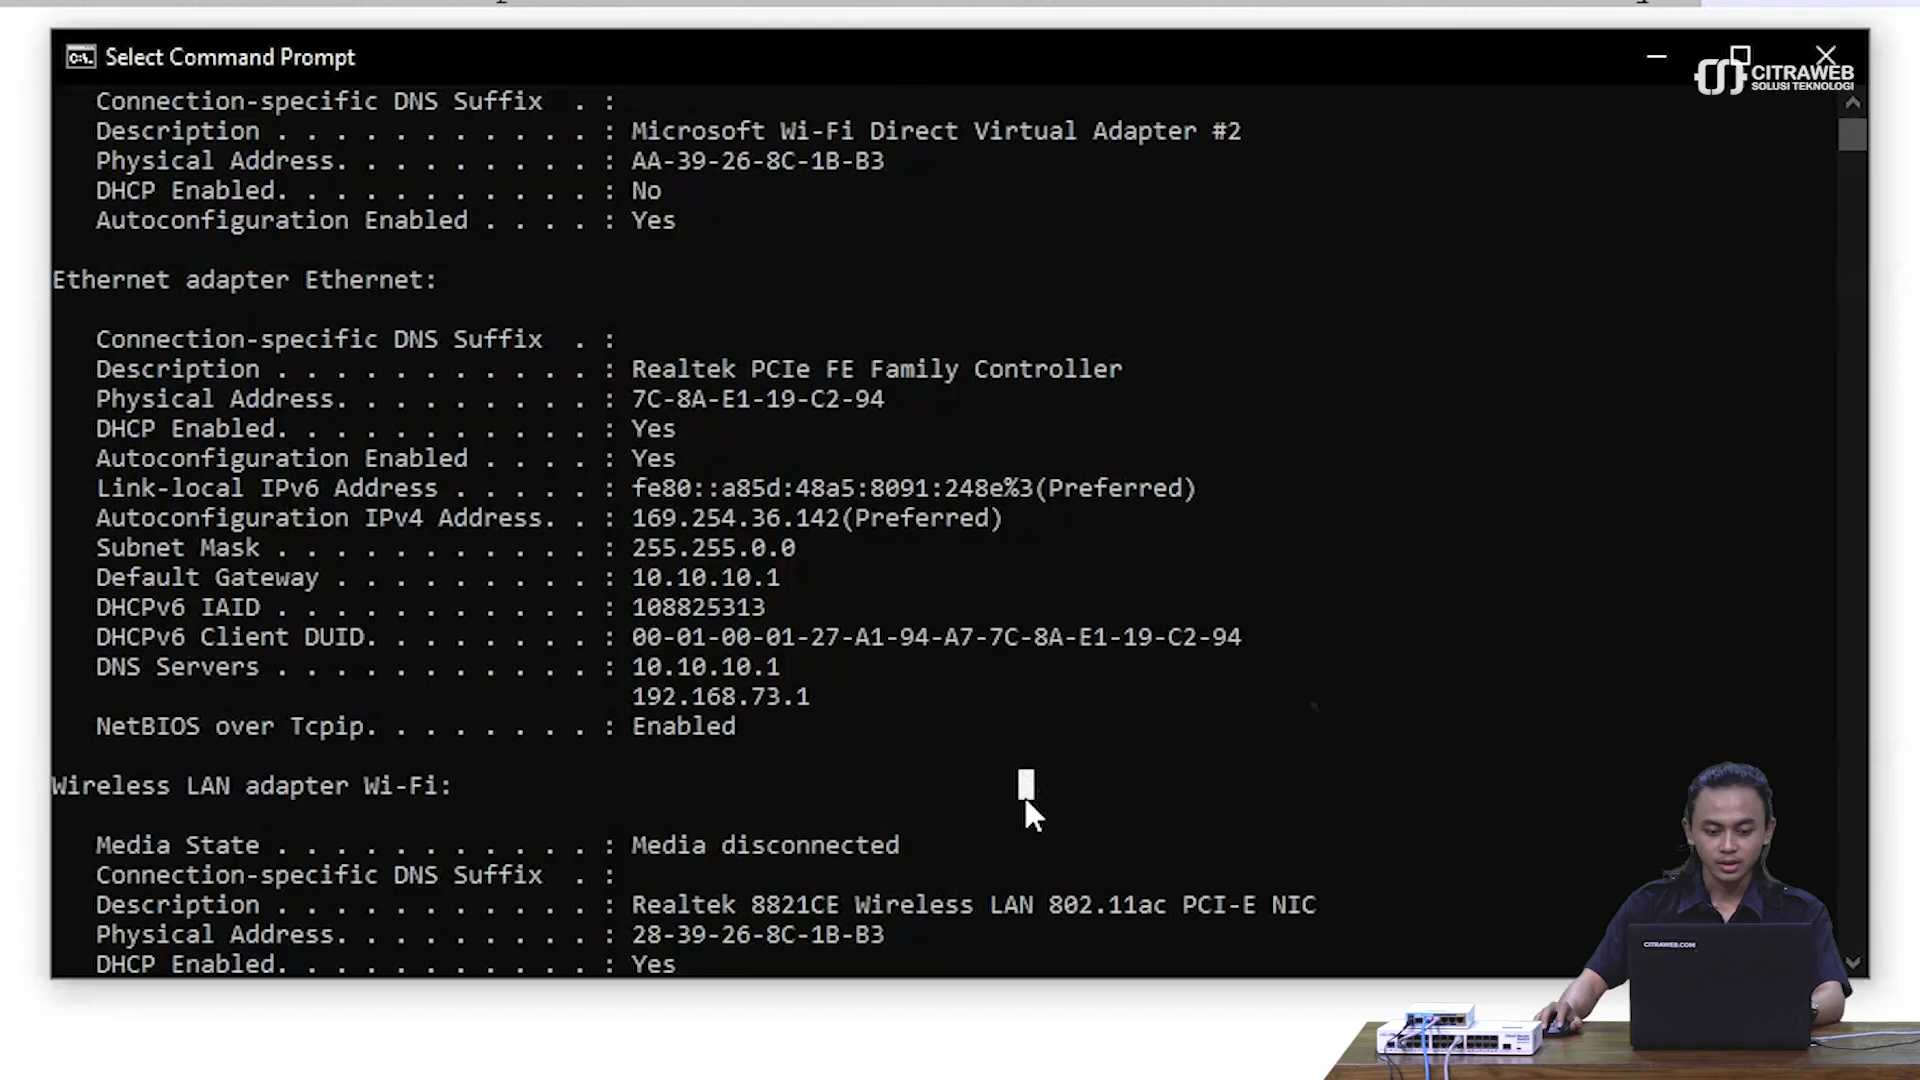 Select Command Prompt
CITRAWEB
SOLUSI TEKNOLOGI
Connection-specific DNS Suffix  . :
Description . . . . . . . . . . . : Microsoft Wi-Fi Direct Virtual Adapter #2
Physical Address. . . . . . . . . : AA-39-26-8C-1B-B3
DHCP Enabled. . . . . . . . . . . : No
Autoconfiguration Enabled . . . . : Yes
Ethernet adapter Ethernet:
Connection-specific DNS Suffix  . :
Description . . . . . . . . . . . : Realtek PCIe FE Family Controller
Physical Address. . . . . . . . . : 7C-8A-E1-19-C2-94
DHCP Enabled. . . . . . . . . . . : Yes
Autoconfiguration Enabled . . . . : Yes
Link-local IPv6 Address . . . . . : fe80::a85d:48a5:8091:248e%3(Preferred)
Autoconfiguration IPv4 Address. . : 169.254.36.142(Preferred)
Subnet Mask . . . . . . . . . . . : 255.255.0.0
Default Gateway . . . . . . . . . : 10.10.10.1
DHCPv6 IAID . . . . . . . . . . . : 108825313
DHCPv6 Client DUID. . . . . . . . : 00-01-00-01-27-A1-94-A7-7C-8A-E1-19-C2-94
DNS Servers . . . . . . . . . . . : 10.10.10.1
192.168.73.1
NetBIOS over Tcpip. . . . . . . . : Enabled
Wireless LAN adapter Wi-Fi:
Media State . . . . . . . . . . . : Media disconnected
Connection-specific DNS Suffix  . :
Description . . . . . . . . . . . : Realtek 8821CE Wireless LAN 802.11ac PCI-E NIC
Physical Address. . . . . . . . . : 28-39-26-8C-1B-B3
DHCP Enabled. . . . . . . . . . . : Yes
CITRAWEB.COM